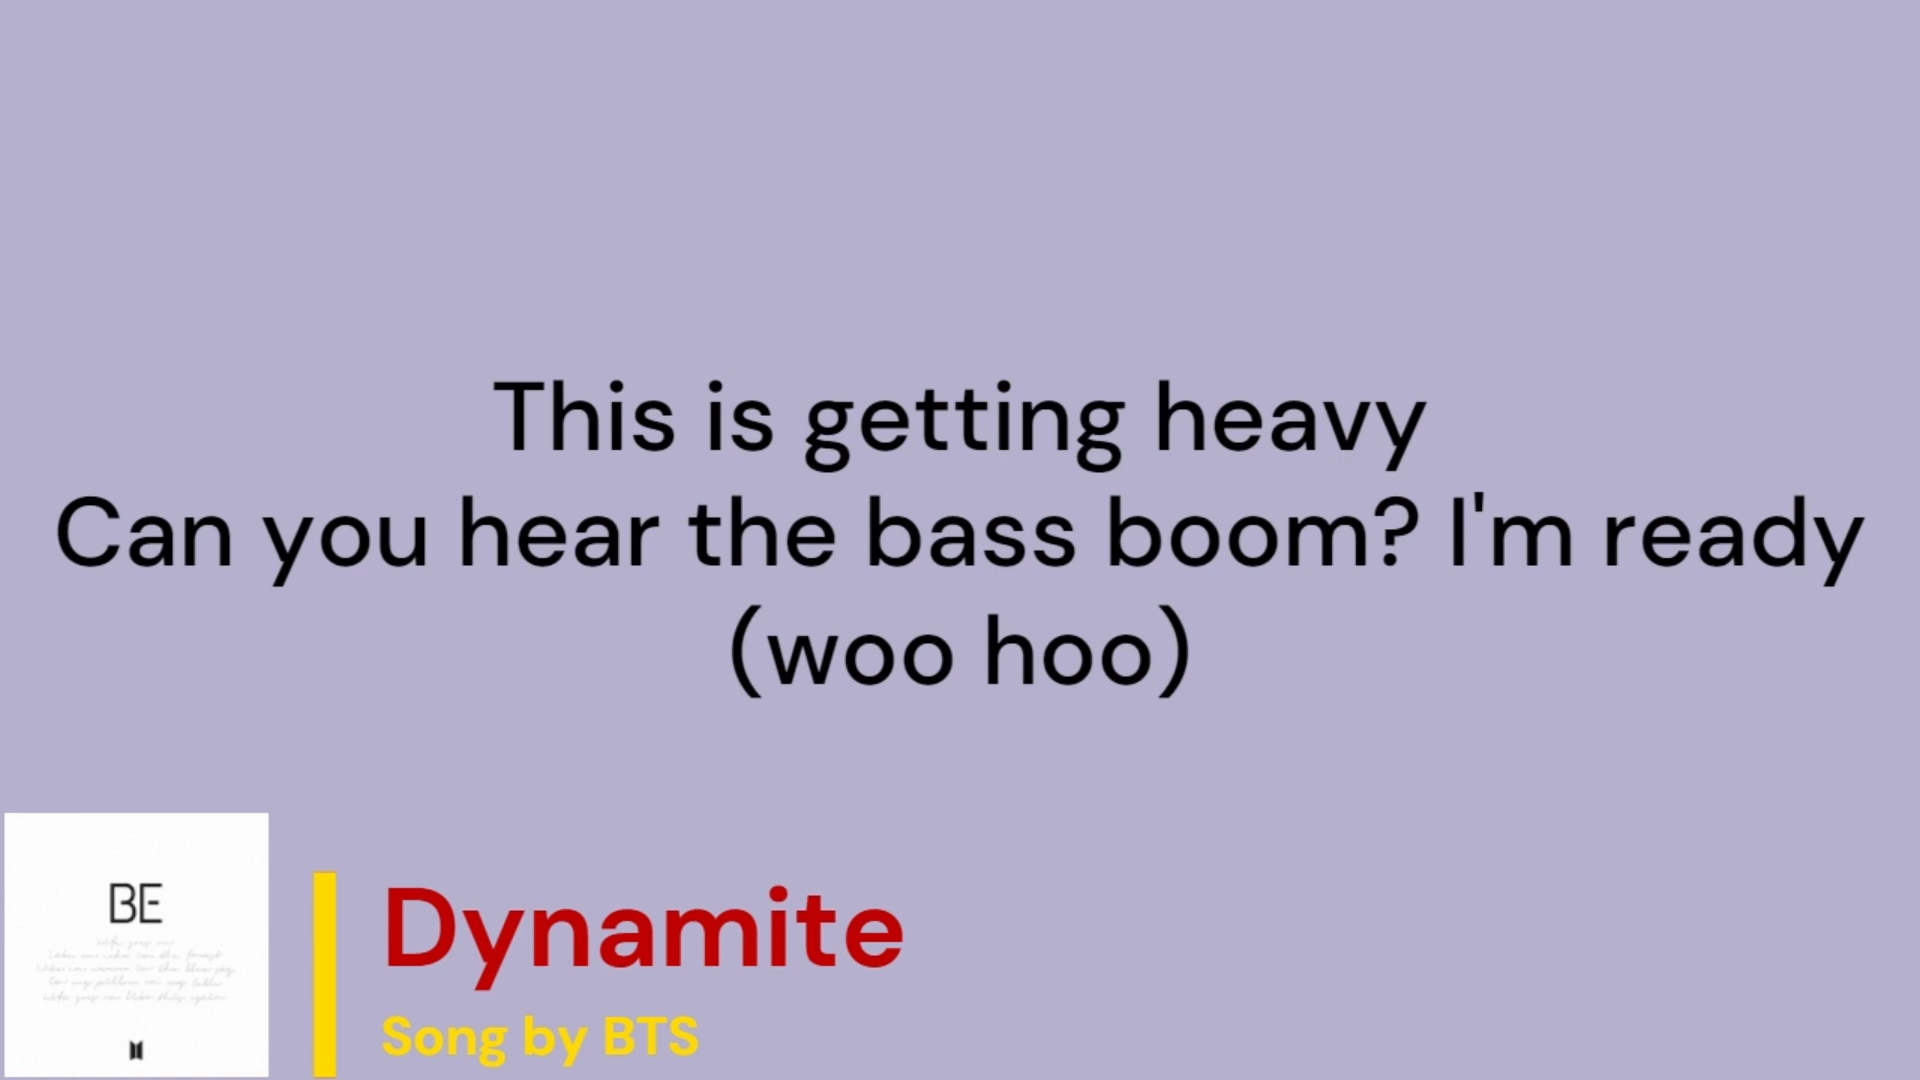 This is getting heavy
Can you hear the bass boom? I'm ready
(woo hoo)
BE
Dynamite
Song by BTS